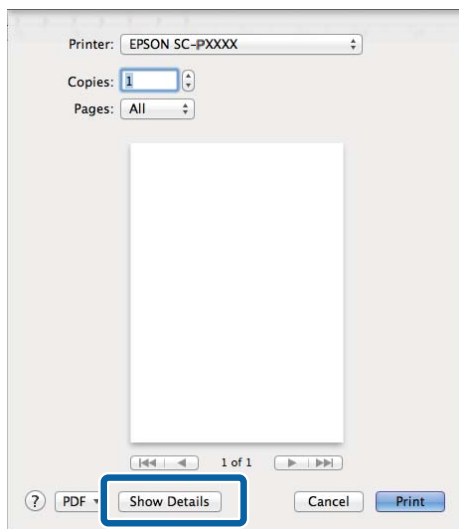 Printer: EPSON SC-PXXXX
Copies: 1
Pages: All
1 of 1
? PDF Show Details Cancel Print